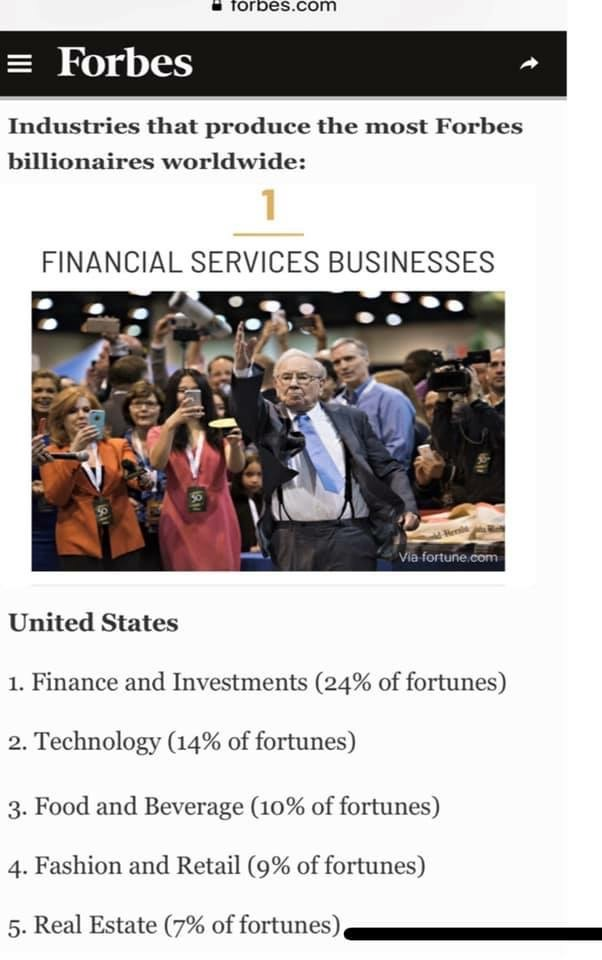 forbes.com
Forbes
Industries that produce the most Forbes
billionaires worldwide:
1
FINANCIAL SERVICES BUSINESSES
50
50
Via fortune.com
United States
1. Finance and Investments (24% of fortunes)
2. Technology (14% of fortunes)
3. Food and Beverage (10% of fortunes)
4. Fashion and Retail (9% of fortunes)
5. Real Estate (7% of fortunes)